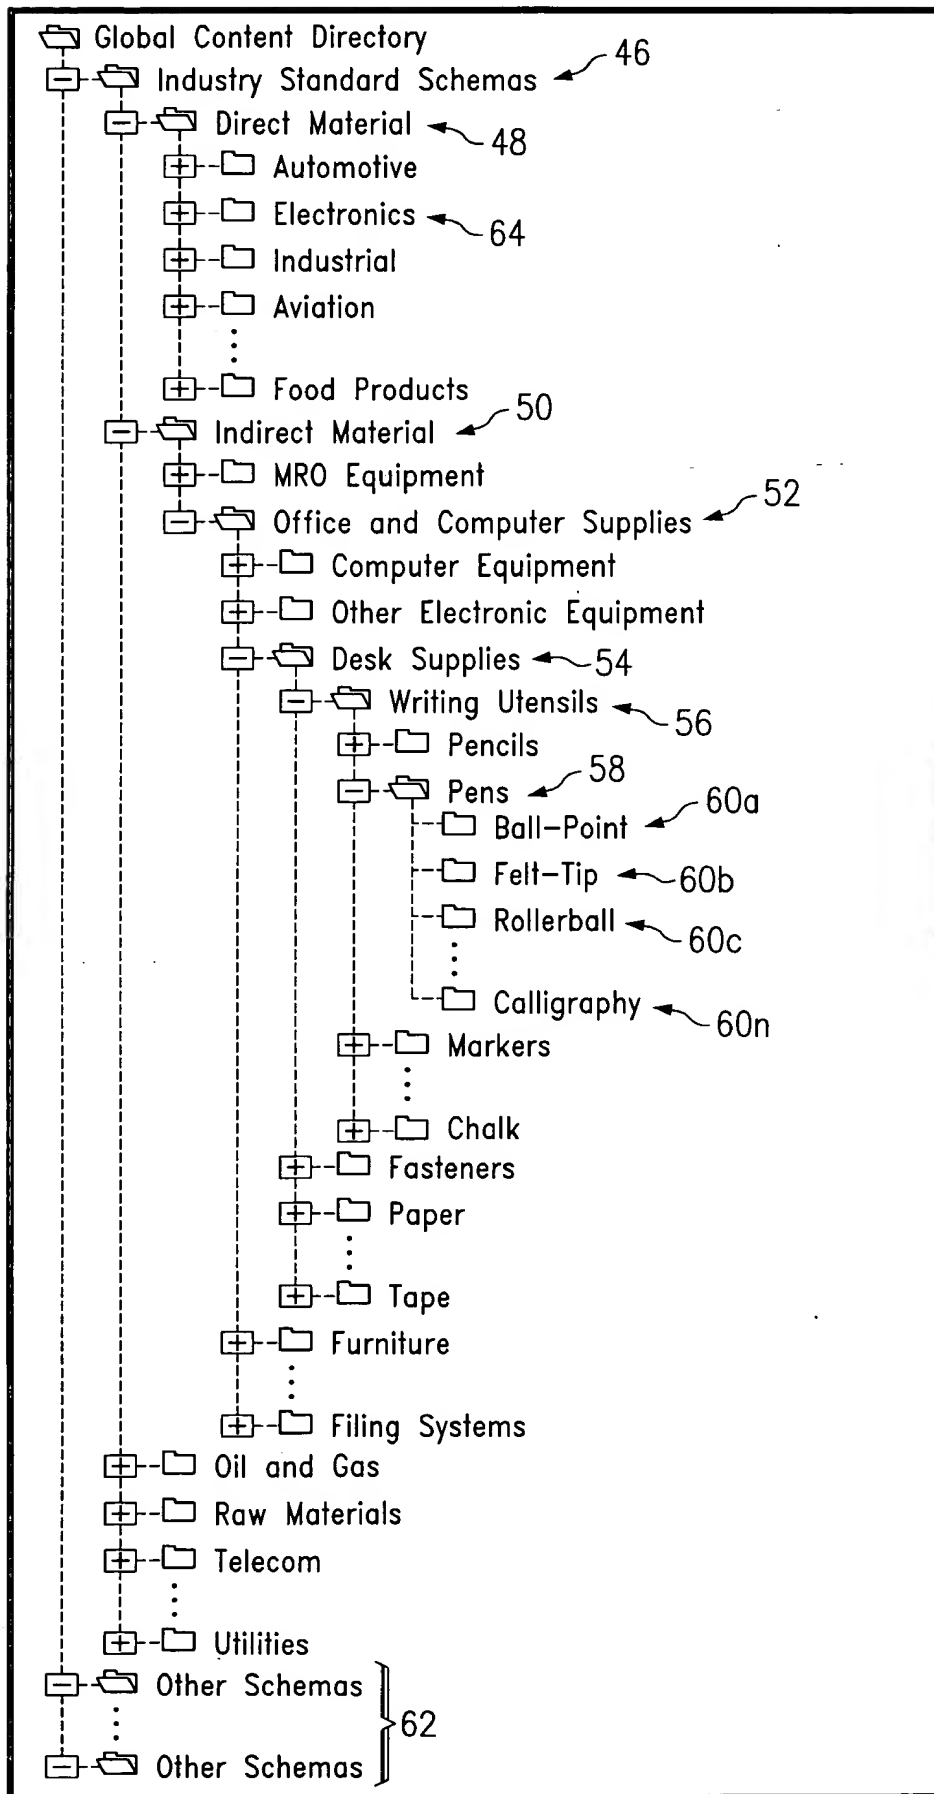 Global Content Directory
Industry Standard Schemas 46
Direct Material 48
Automotive
Electronics 64
Industrial
Aviation
Food Products
Indirect Material 50
MRO Equipment
Office and Computer Supplies 52
Computer Equipment
Other Electronic Equipment
Desk Supplies 54
Writing Utensils 56
Pencils
Pens 58
Ball-Point 60a
Felt-Tip 60b
Rollerball 60c
Calligraphy 60n
Markers
Chalk
Fasteners
Paper
Tape
Furniture
Filing Systems
Oil and Gas
Raw Materials
Telecom
Utilities
Other Schemas
62
Other Schemas